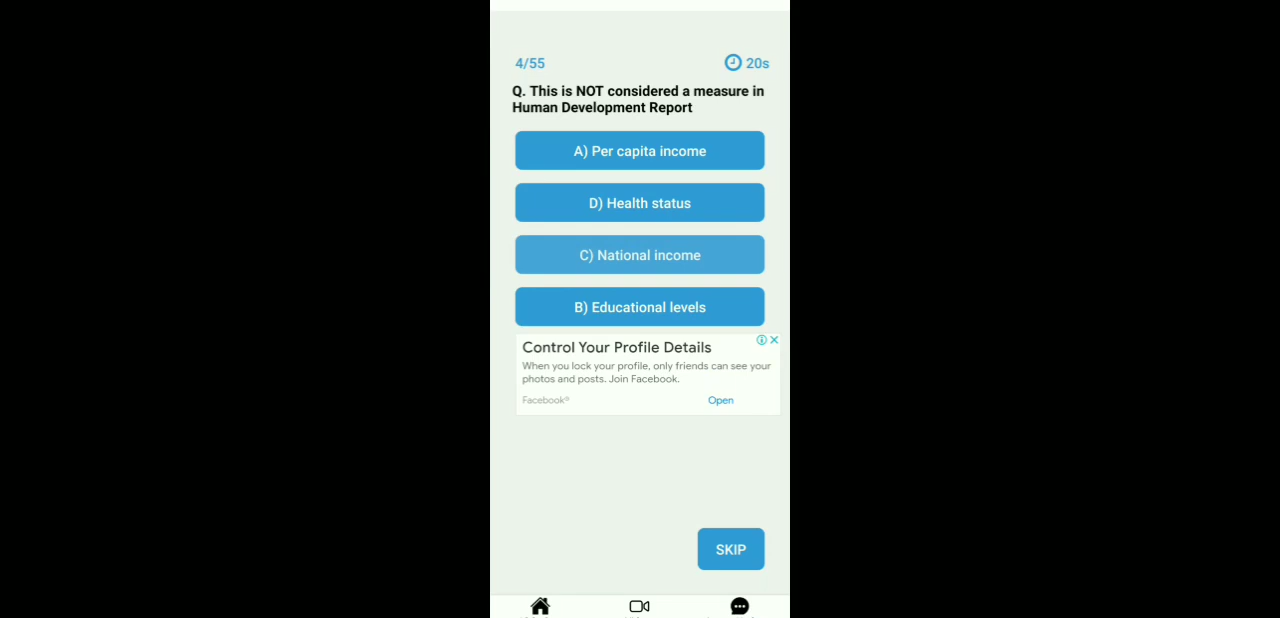 4/55
20s
Q. This is NOT considered a measure in
Human Development Report
A) Per capita income
D) Health status
C) National income
B) Educational levels
Control Your Profile Details
When you lock your profile, only friends can see your
photos and posts. Join Facebook.
Facebook®
Open
SKIP